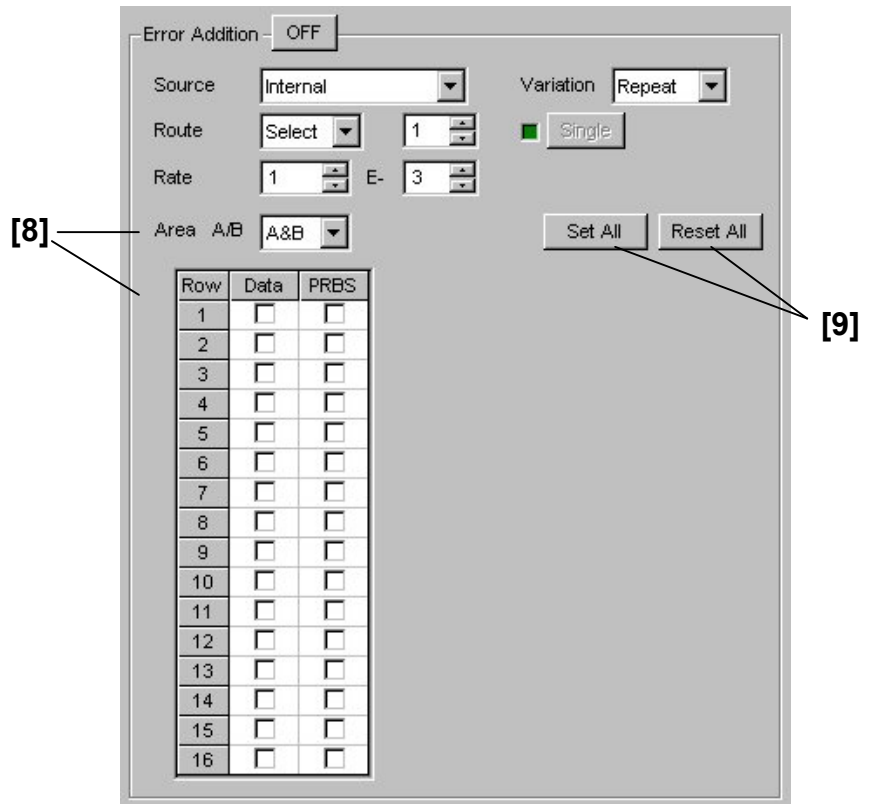 Error Addition OFF
Source Internal Variation Repeat
Route Select 1 Single
Rate 1 E- 3
[8] Area A/B A&B Set All Reset All
[9]
Row Data PRBS
1
2
3
4
5
6
7
8
9
10
11
12
13
14
15
16